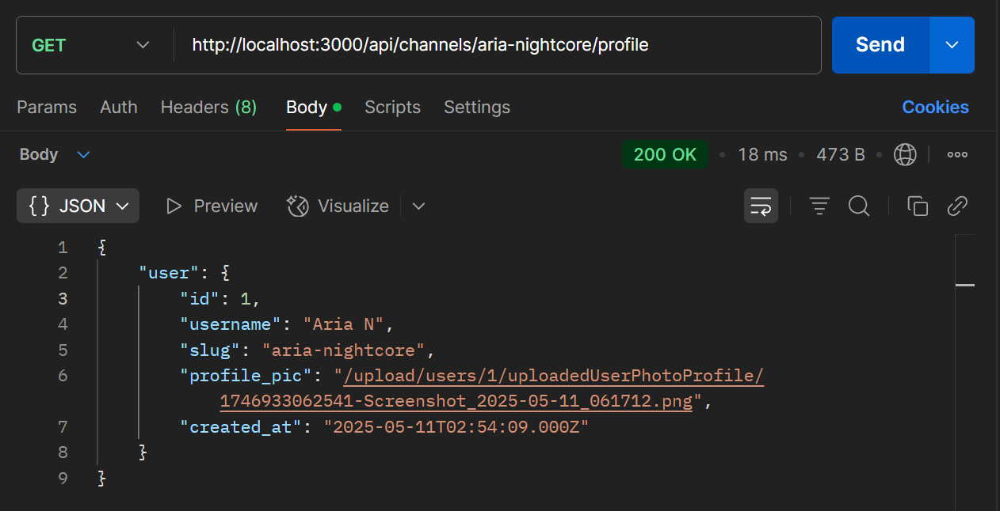 GET http://localhost:3000/api/channels/aria-nightcore/profile Send
Params Auth Headers (8) Body Scripts Settings Cookies
Body 200 OK 18 ms 473 B
{} JSON Preview Visualize
1 {
2 "user": {
3 "id": 1,
4 "username": "Aria N",
5 "slug": "aria-nightcore",
6 "profile_pic": "/upload/users/1/uploadedUserPhotoProfile/
1746933062541-Screenshot_2025-05-11_061712.png",
7 "created_at": "2025-05-11T02:54:09.000Z"
8 }
9 }